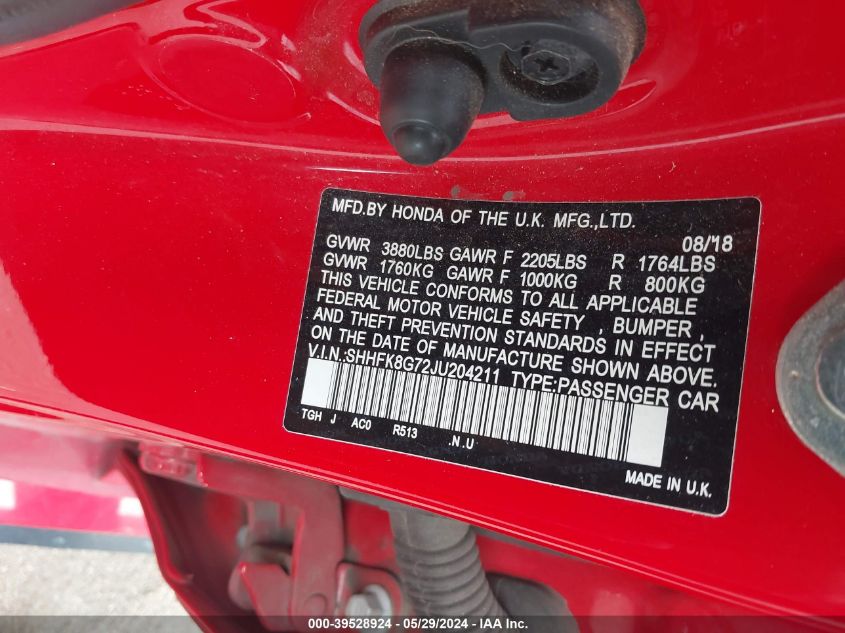 MFD.BY HONDA OF THE U.K. MFG.,LTD.
08/'18
GVWR 3880LBS GAWR F 2205LBS R 1764LBS
GVWR 1760KG GAWR F 1000KG R 800KG
THIS VEHICLE CONFORMS TO ALL APPLICABLE
FEDERAL MOTOR VEHICLE SAFETY , BUMPER ,
AND THEFT PREVENTION STANDARDS IN EFFECT
ON THE DATE OF MANUFACTURE SHOWN ABOVE.
V.I.N.:SHHFK8G72JU204211 TYPE:PASSENGER CAR
TGH J AC0 R513 .N.U
MADE IN U.K.
000-39528924 - 05/29/2024 - IAA Inc.